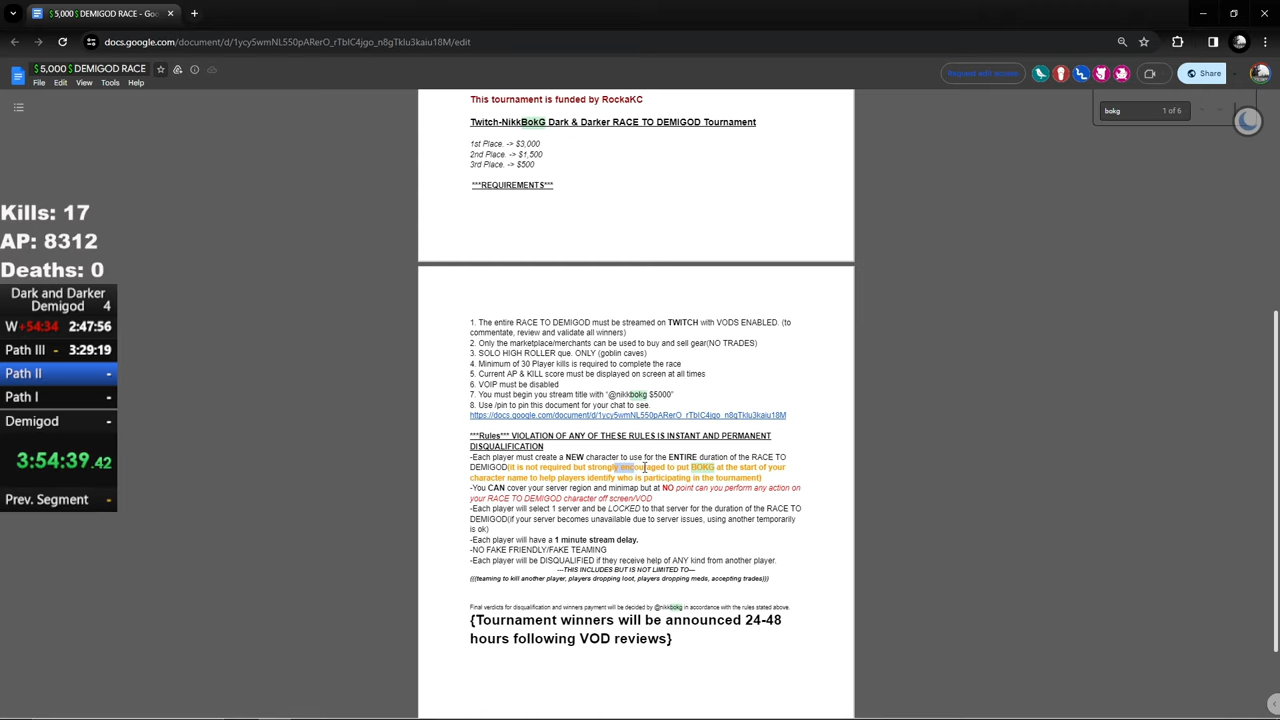 $5,000$ DEMIGOD RACE - Goo
docs.google.com/document/d/1ycy5wmNL550pARerO_rTbIC4jgo_n8gTkIu3kaiu18M/edit
$5,000$ DEMIGOD RACE
File Edit View Tools Help
Request edit access
Share
bokg
1 of 6
This tournament is funded by RockaKC
Twitch-NikkBokG Dark & Darker RACE TO DEMIGOD Tournament
1st Place. -> $3,000
2nd Place. -> $1,500
3rd Place. -> $500
***REQUIREMENTS***
Kills: 17
AP: 8312
Deaths: 0
Dark and Darker
Demigod 4
W +54:34 2:47:56
Path III - 3:29:19
Path II - -
Path I - -
Demigod - -
3:54:39.42
Prev. Segment -
1. The entire RACE TO DEMIGOD must be streamed on TWITCH with VODS ENABLED. (to
commentate, review and validate all winners)
2. Only the marketplace/merchants can be used to buy and sell gear(NO TRADES)
3. SOLO HIGH ROLLER que. ONLY (goblin caves)
4. Minimum of 30 Player kills is required to complete the race
5. Current AP & KILL score must be displayed on screen at all times
6. VOIP must be disabled
7. You must begin you stream title with “@nikkbokg $5000”
8. Use /pin to pin this document for your chat to see.
https://docs.google.com/document/d/1ycy5wmNL550pARerO_rTbIC4jgo_n8gTkIu3kaiu18M
***Rules*** VIOLATION OF ANY OF THESE RULES IS INSTANT AND PERMANENT
DISQUALIFICATION
-Each player must create a NEW character to use for the ENTIRE duration of the RACE TO
DEMIGOD(it is not required but strongly encouraged to put BOKG at the start of your
character name to help players identify who is participating in the tournament)
-You CAN cover your server region and minimap but at NO point can you perform any action on
your RACE TO DEMIGOD character off screen/VOD
-Each player will select 1 server and be LOCKED to that server for the duration of the RACE TO
DEMIGOD(if your server becomes unavailable due to server issues, using another temporarily
is ok)
-Each player will have a 1 minute stream delay.
-NO FAKE FRIENDLY/FAKE TEAMING
-Each player will be DISQUALIFIED if they receive help of ANY kind from another player.
---THIS INCLUDES BUT IS NOT LIMITED TO—
(((teaming to kill another player, players dropping loot, players dropping meds, accepting trades)))
Final verdicts for disqualification and winners payment will be decided by @nikkbokg in accordance with the rules stated above.
{Tournament winners will be announced 24-48
hours following VOD reviews}